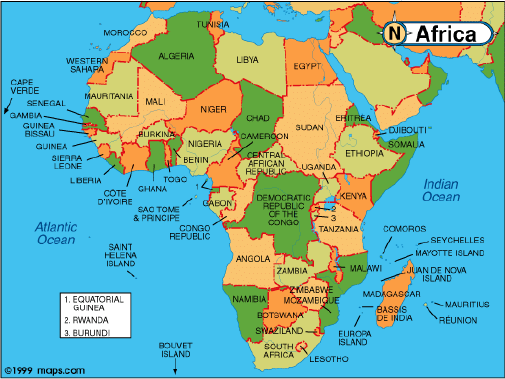 N Africa
TUNISIA
MOROCCO
ALGERIA
LIBYA
EGYPT
WESTERN
SAHARA
CAPE
VERDE
MAURITANIA
MALI
NIGER
CHAD
SUDAN
ERITREA
DJIBOUTI
SOMALIA
ETHIOPIA
SENEGAL
GAMBIA
GUINEA
BISSAU
GUINEA
SIERRA
LEONE
LIBERIA
CÔTE
D'IVOIRE
BURKINA
GHANA
TOGO
BENIN
NIGERIA
CAMEROON
CENTRAL
AFRICAN
REPUBLIC
UGANDA
KENYA
1
SAO TOME
& PRINCIPE
GABON
CONGO
REPUBLIC
DEMOCRATIC
REPUBLIC
OF THE
CONGO
2
3
TANZANIA
Indian
Ocean
Atlantic
Ocean
SAINT
HELENA
ISLAND
COMOROS
SEYCHELLES
MAYOTTE ISLAND
JUAN DE NOVA
ISLAND
ANGOLA
ZAMBIA
MALAWI
ZIMBABWE
MOZAMBIQUE
MADAGASCAR
BASSIS
DE INDIA
MAURITIUS
RÉUNION
EUROPA
ISLAND
NAMIBIA
BOTSWANA
SWAZILAND
SOUTH
AFRICA
LESOTHO
BOUVET
ISLAND
1. EQUATORIAL
GUINEA
2. RWANDA
3. BURUNDI
©1999 maps.com